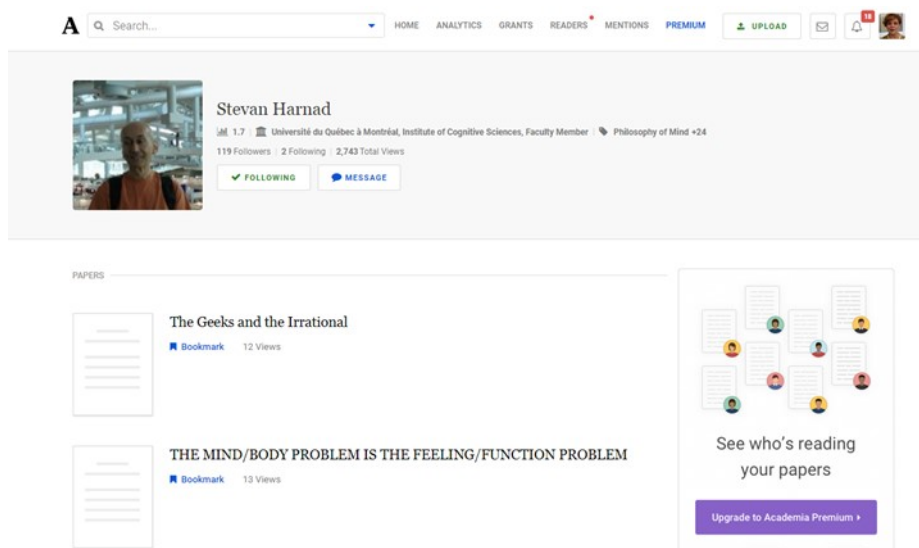 A Search... HOME ANALYTICS GRANTS READERS MENTIONS PREMIUM UPLOAD 18
Stevan Harnad
1.7 Université du Québec à Montréal, Institute of Cognitive Sciences, Faculty Member Philosophy of Mind +24
119 Followers | 2 Following | 2,743 Total Views
FOLLOWING MESSAGE
PAPERS
The Geeks and the Irrational
Bookmark 12 Views
THE MIND/BODY PROBLEM IS THE FEELING/FUNCTION PROBLEM
Bookmark 13 Views
See who's reading
your papers
Upgrade to Academia Premium